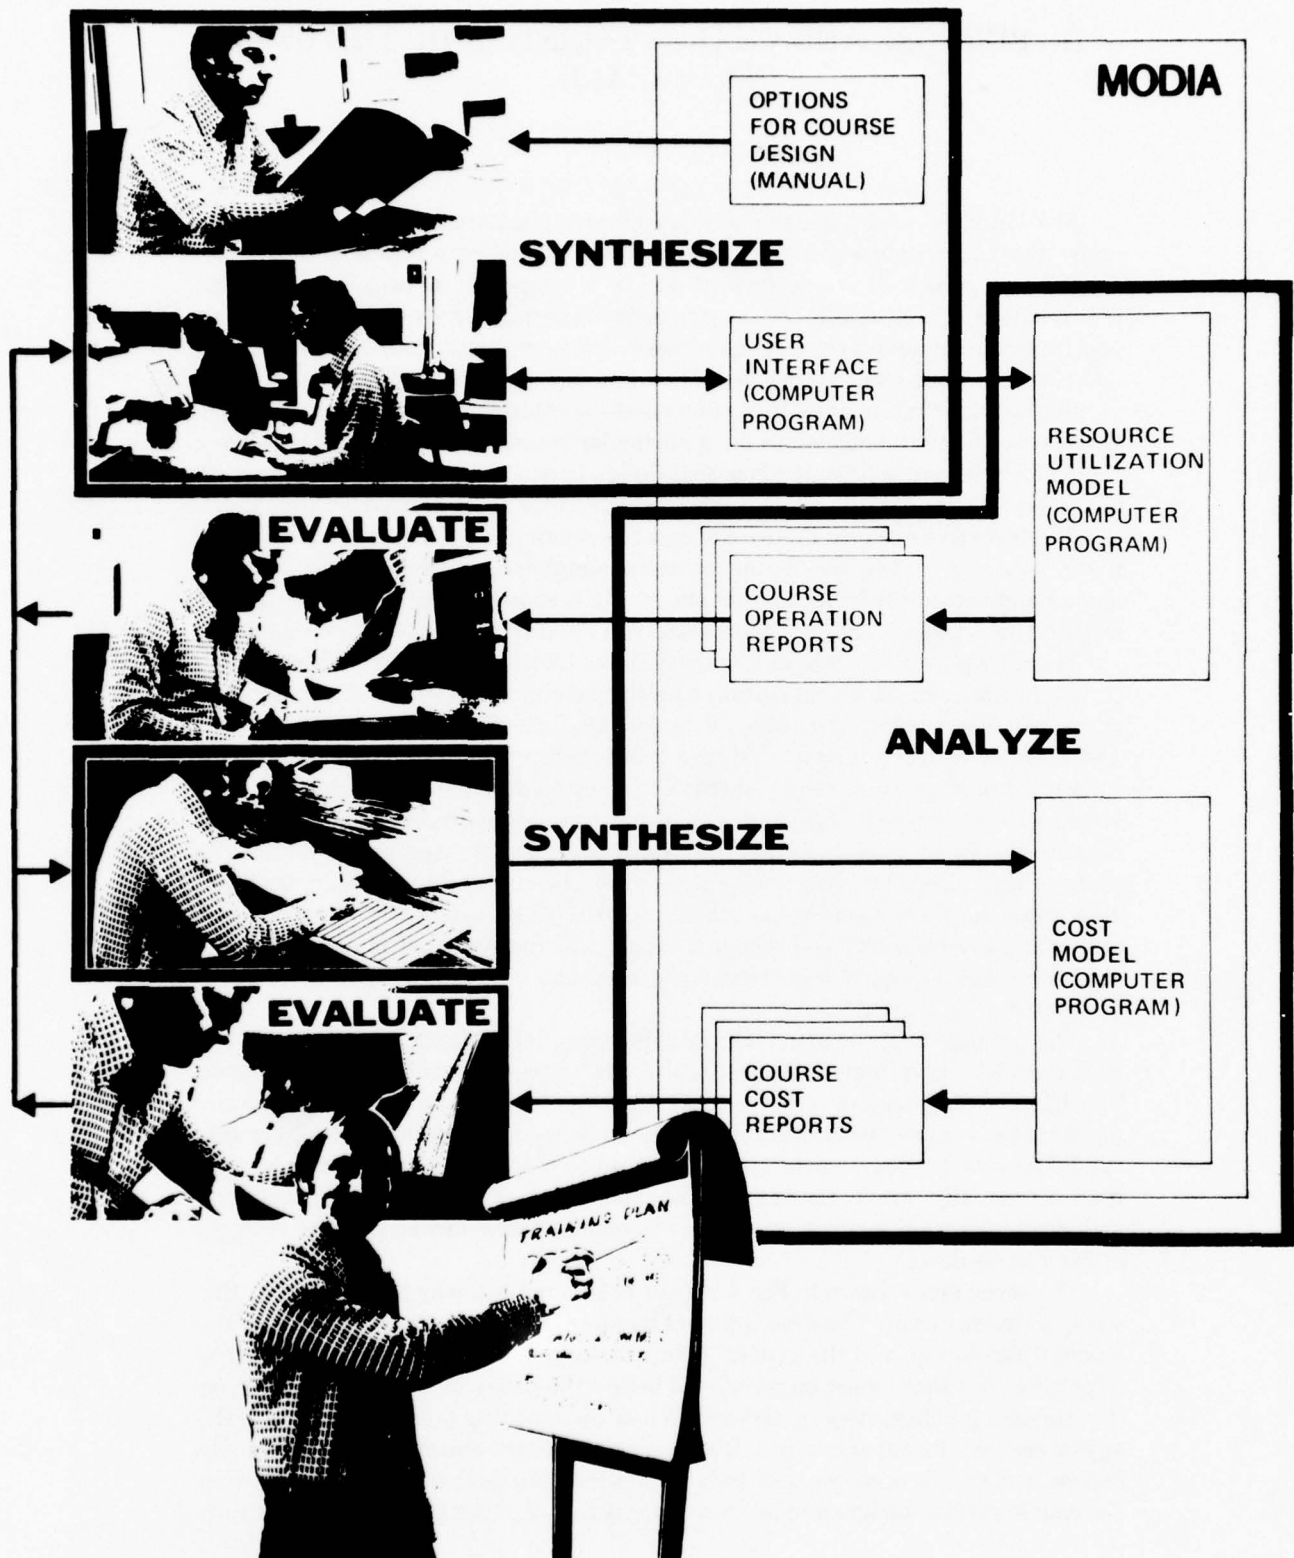 MODIA
OPTIONS
FOR COURSE
DESIGN
(MANUAL)
SYNTHESIZE
USER
INTERFACE
(COMPUTER
PROGRAM)
RESOURCE
UTILIZATION
MODEL
(COMPUTER
PROGRAM)
EVALUATE
COURSE
OPERATION
REPORTS
ANALYZE
SYNTHESIZE
COST
MODEL
(COMPUTER
PROGRAM)
EVALUATE
COURSE
COST
REPORTS
TRAINING PLAN